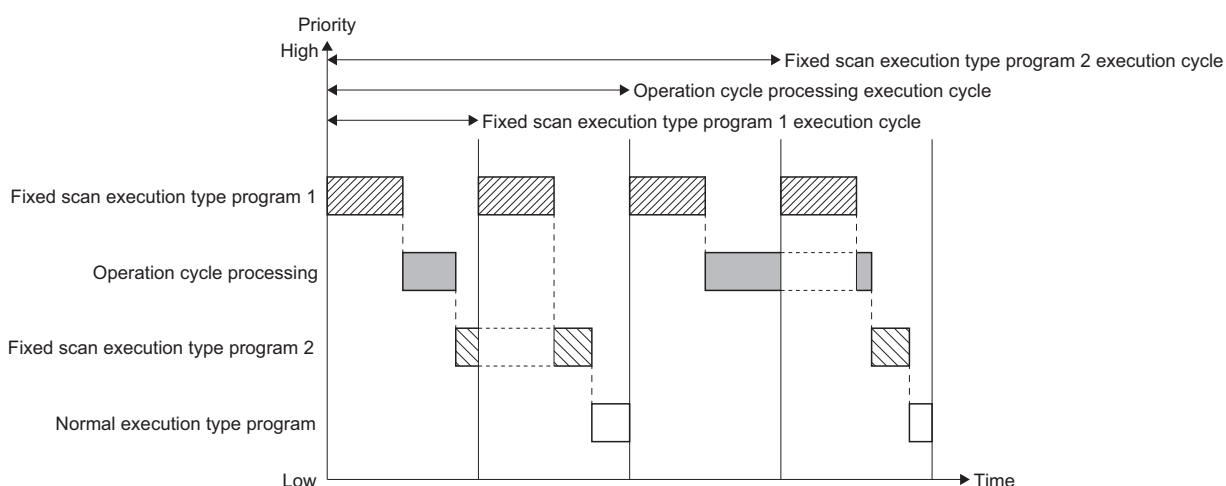 Priority
High
Fixed scan execution type program 2 execution cycle
Operation cycle processing execution cycle
Fixed scan execution type program 1 execution cycle
Fixed scan execution type program 1
Operation cycle processing
Fixed scan execution type program 2
Normal execution type program
Low
Time